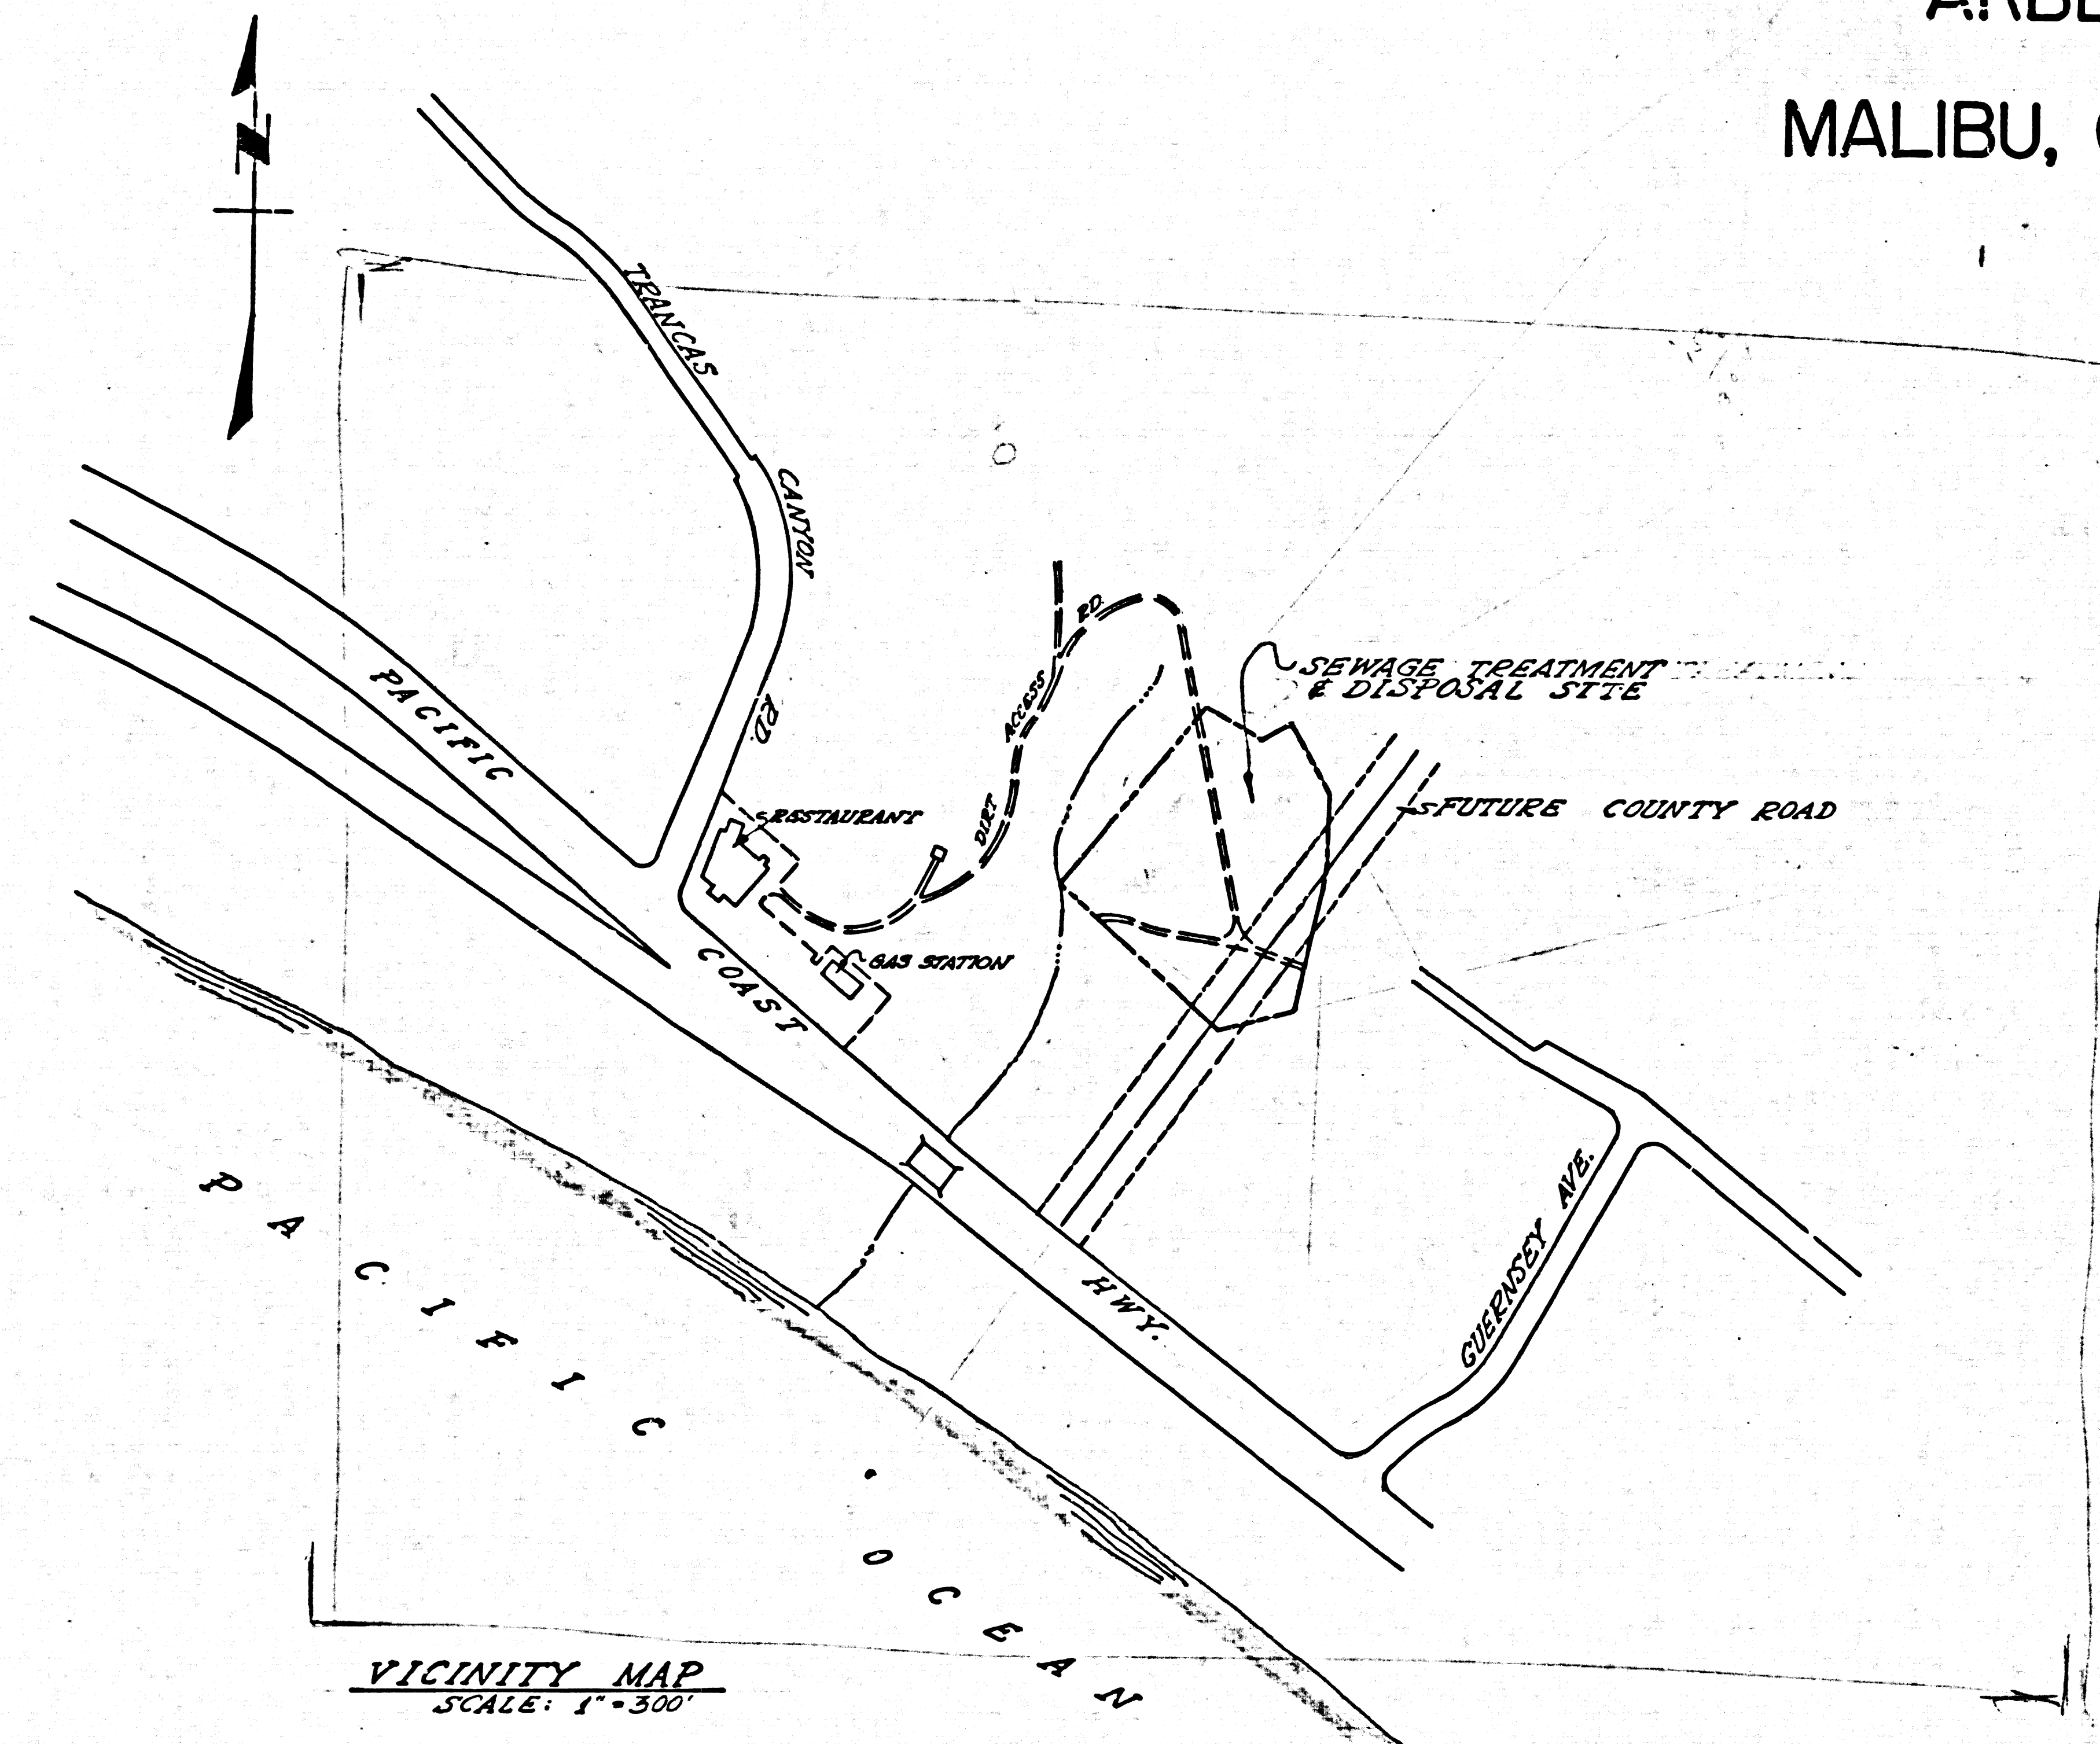 MALIBU,
N
TRANCAS
CANYON
RD.
PACIFIC
COAST
HWY.
RESTAURANT
GAS STATION
DIRT
ACCESS
RD.
SEWAGE TREATMENT
& DISPOSAL SITE
FUTURE COUNTY ROAD
GUERNSEY AVE.
PACIFIC
OCEAN
VICINITY MAP
SCALE: 1"=300'